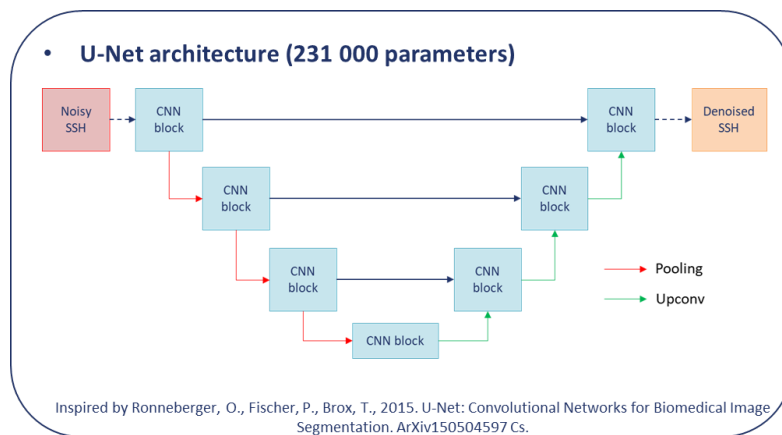 • U-Net architecture (231 000 parameters)
Noisy
SSH
CNN
block
CNN
block
Denoised
SSH
CNN
block
CNN
block
CNN
block
CNN
block
Pooling
Upconv
CNN block
Inspired by Ronneberger, O., Fischer, P., Brox, T., 2015. U-Net: Convolutional Networks for Biomedical Image
Segmentation. ArXiv150504597 Cs.